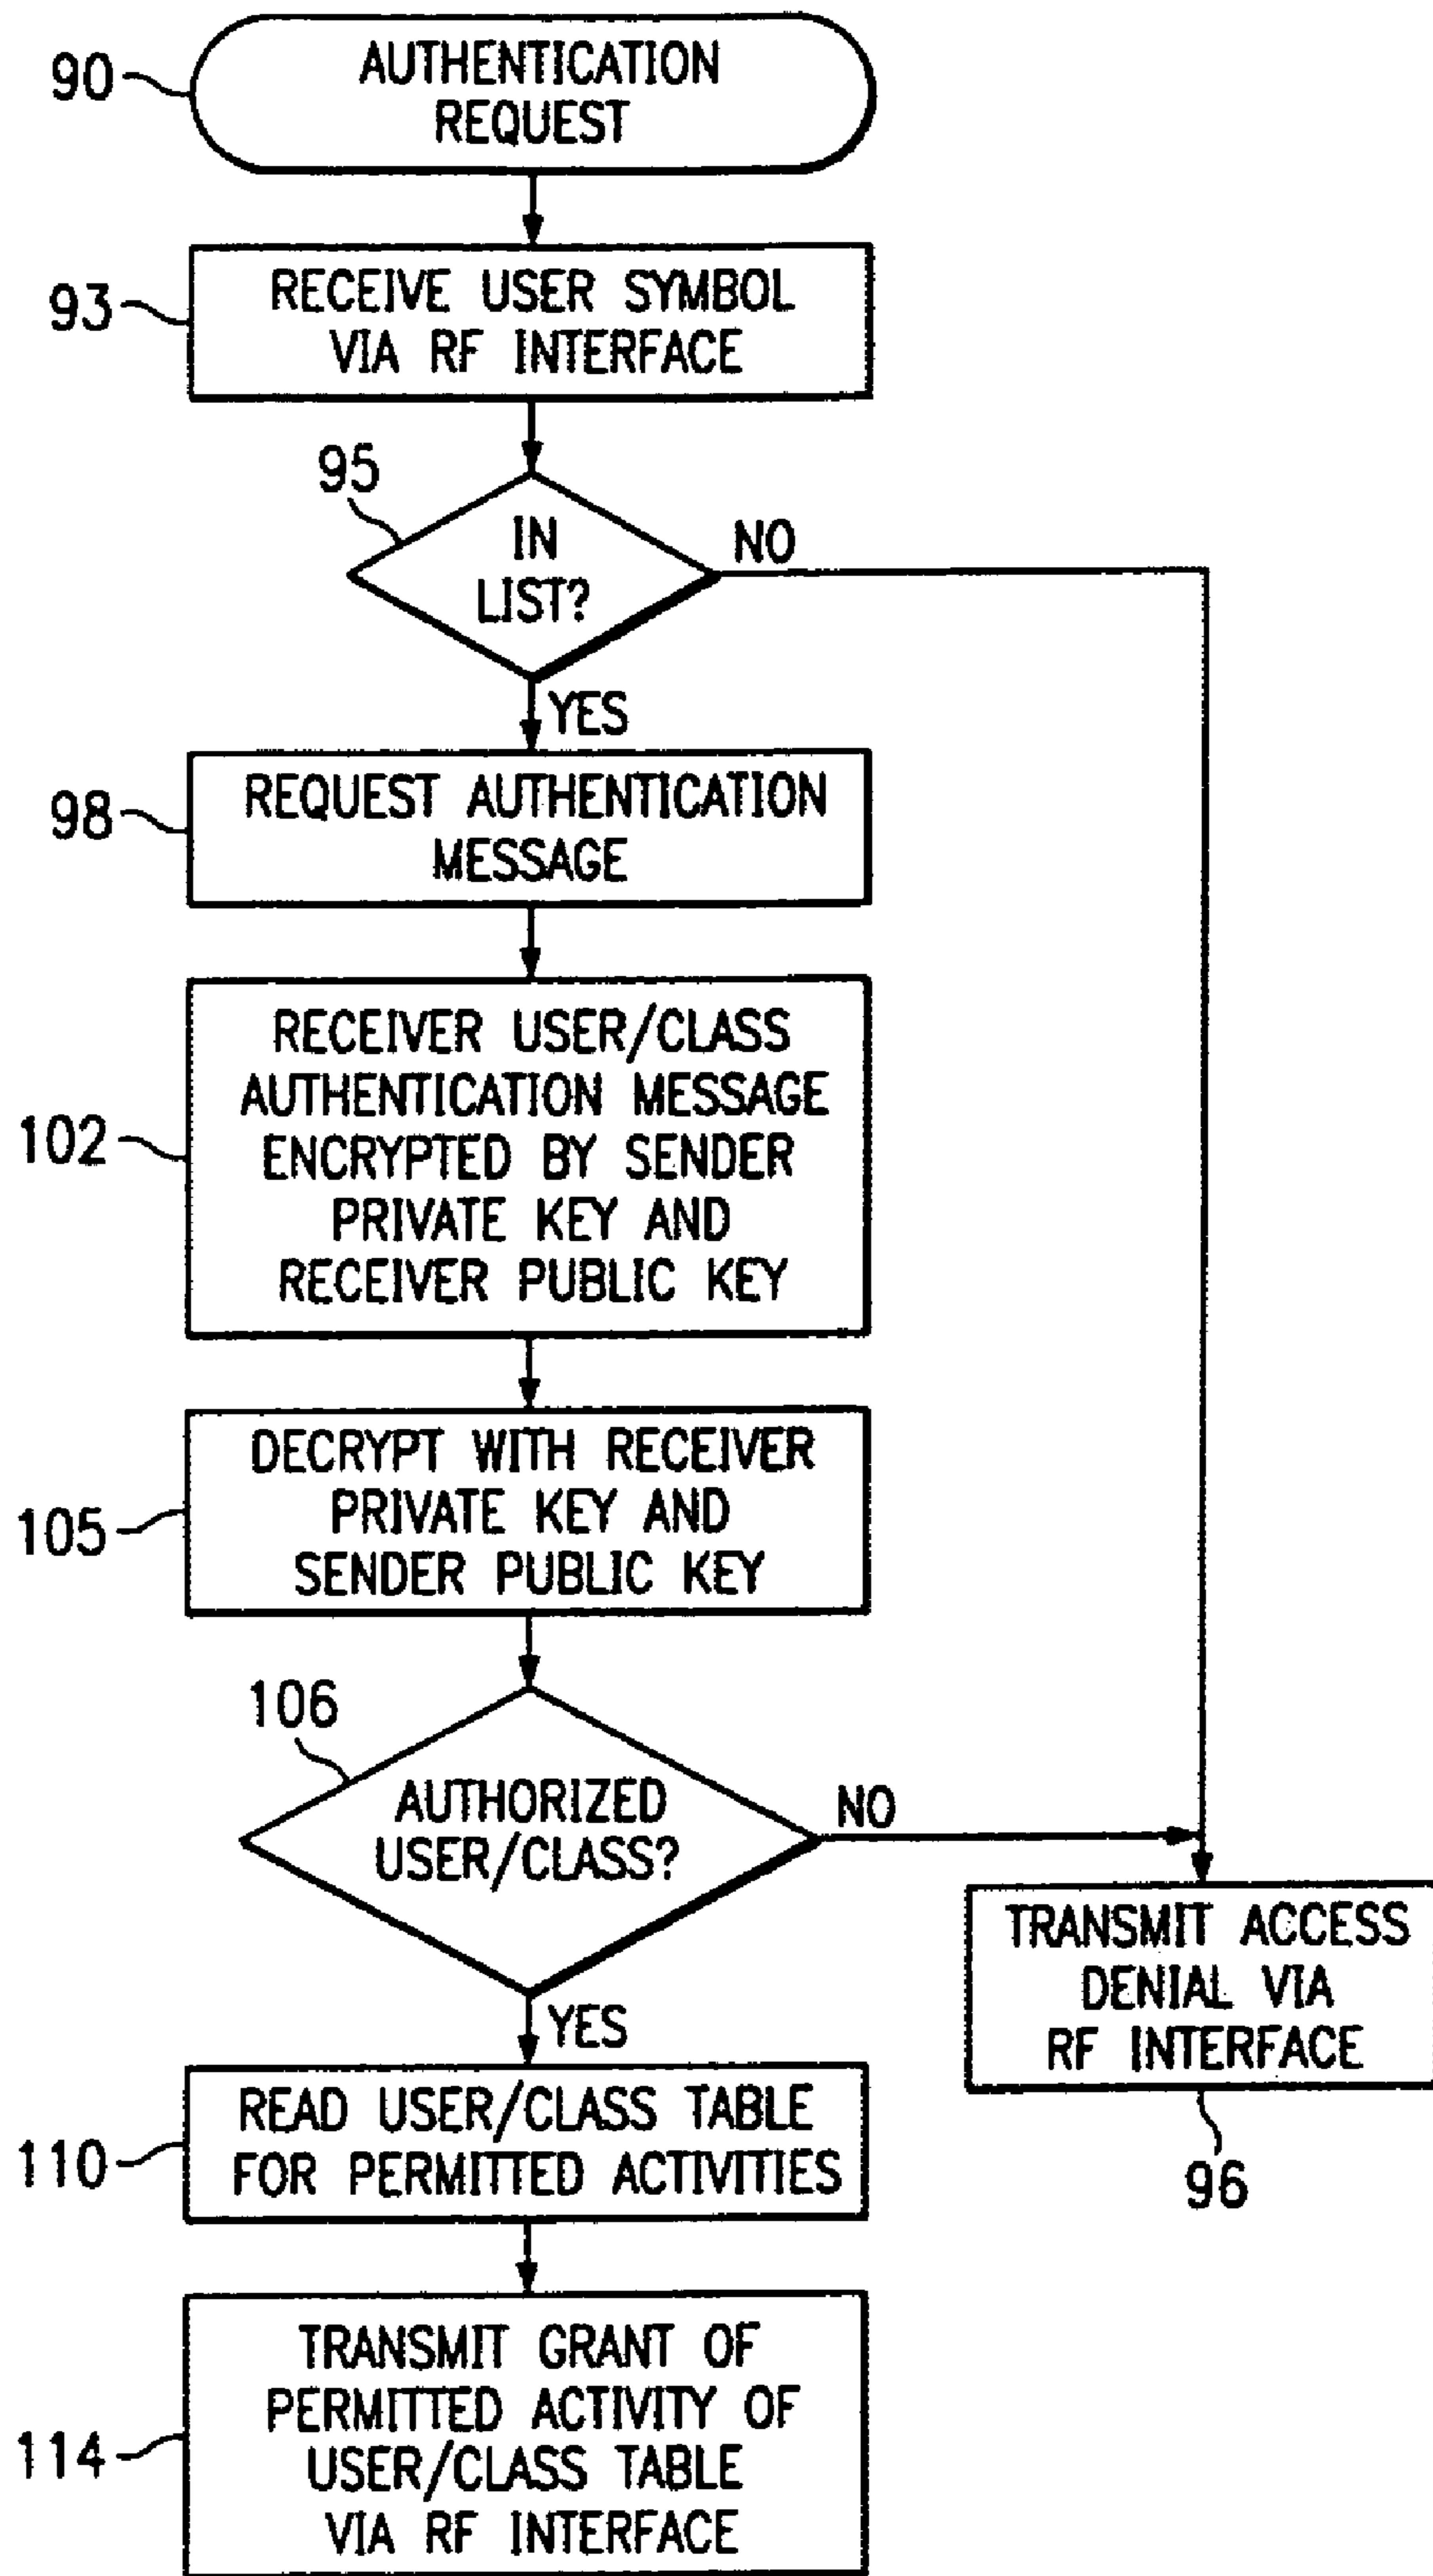 90
AUTHENTICATION
REQUEST
93
RECEIVE USER SYMBOL
VIA RF INTERFACE
95
IN
LIST?
NO
YES
98
REQUEST AUTHENTICATION
MESSAGE
102
RECEIVER USER/CLASS
AUTHENTICATION MESSAGE
ENCRYPTED BY SENDER
PRIVATE KEY AND
RECEIVER PUBLIC KEY
105
DECRYPT WITH RECEIVER
PRIVATE KEY AND
SENDER PUBLIC KEY
106
AUTHORIZED
USER/CLASS?
NO
YES
TRANSMIT ACCESS
DENIAL VIA
RF INTERFACE
96
110
READ USER/CLASS TABLE
FOR PERMITTED ACTIVITIES
114
TRANSMIT GRANT OF
PERMITTED ACTIVITY OF
USER/CLASS TABLE
VIA RF INTERFACE